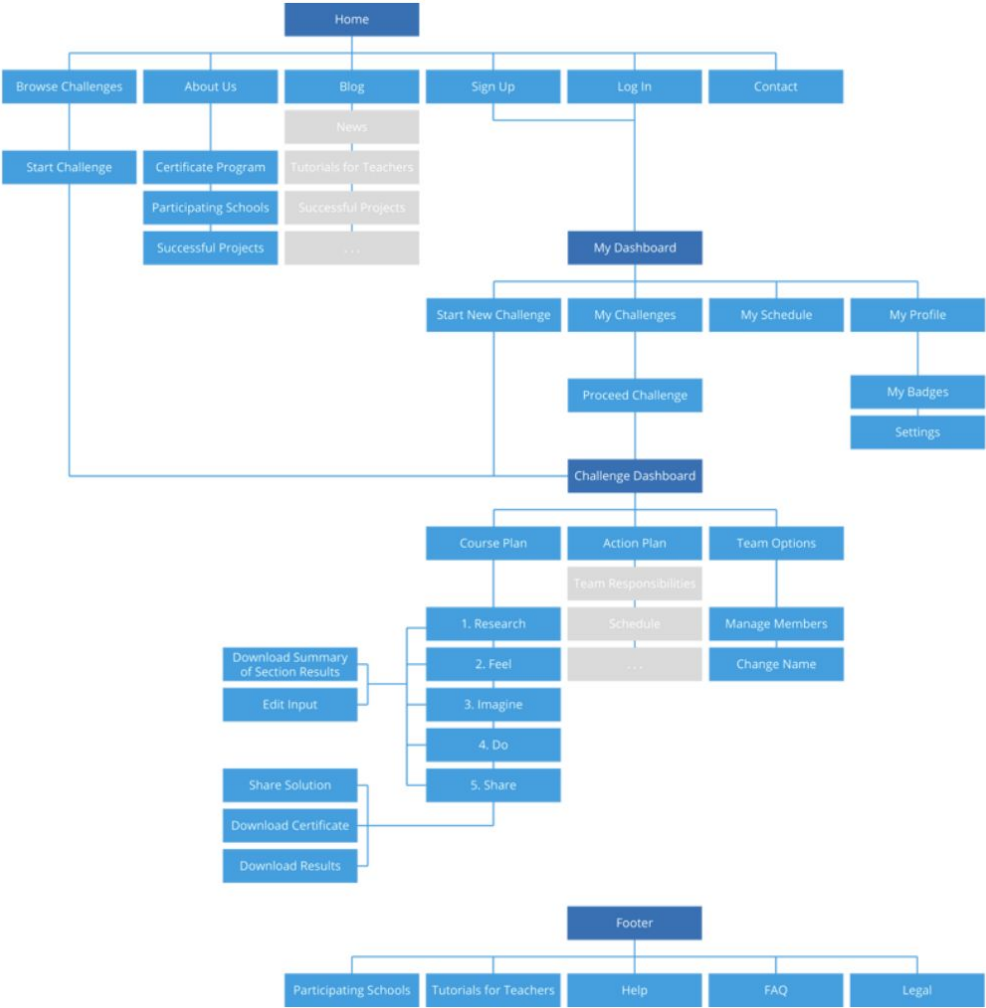 Home
Browse Challenges
About Us
Blog
Sign Up
Log In
Contact
News
Start Challenge
Certificate Program
Tutorials for Teachers
Participating Schools
Successful Projects
Successful Projects
. . .
My Dashboard
Start New Challenge
My Challenges
My Schedule
My Profile
Proceed Challenge
My Badges
Settings
Challenge Dashboard
Course Plan
Action Plan
Team Options
Team Responsibilities
1. Research
Schedule
Manage Members
Download Summary
of Section Results
2. Feel
. . .
Change Name
Edit Input
3. Imagine
4. Do
Share Solution
5. Share
Download Certificate
Download Results
Footer
Participating Schools
Tutorials for Teachers
Help
FAQ
Legal